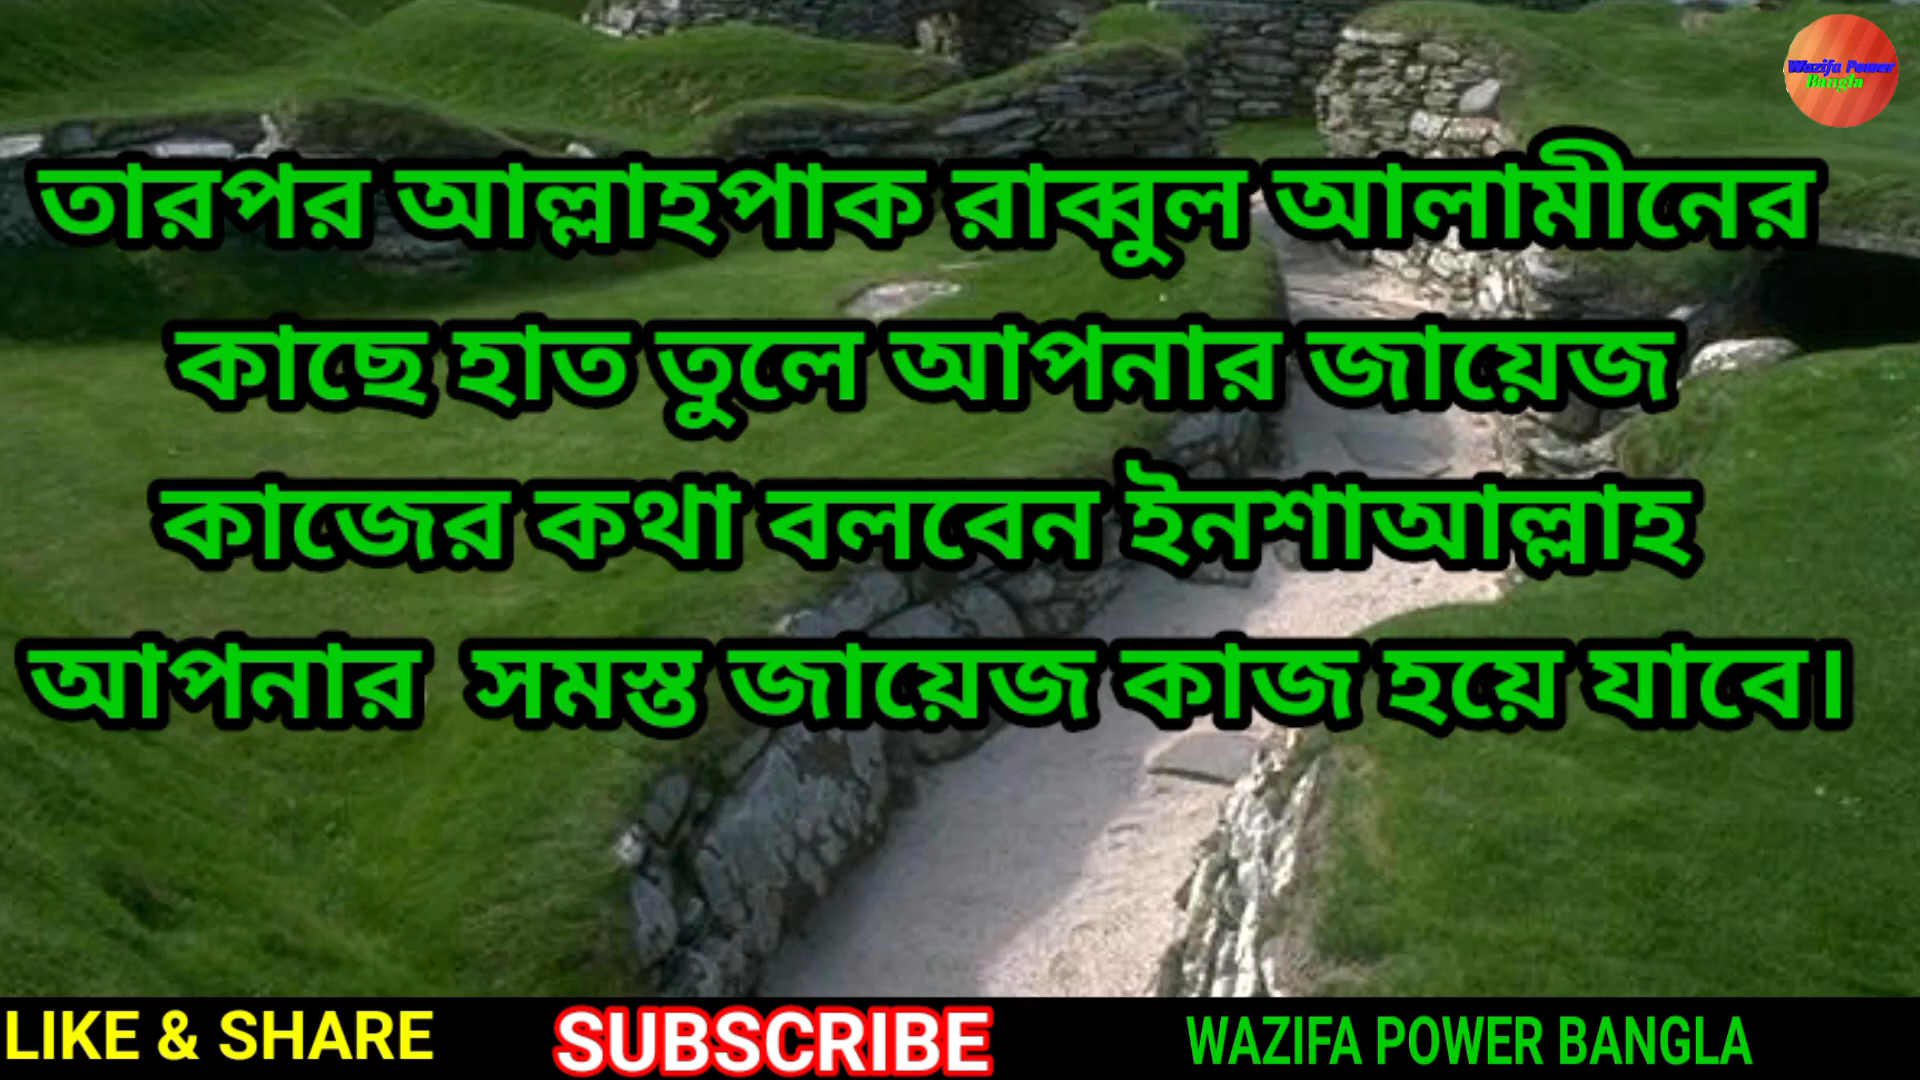 Wazifa Power
Bangla
তারপর আল্লাহপাক রাব্বুল আলামীনের
কাছে হাত তুলে আপনার জায়েজ
কাজের কথা বলবেন ইনশাআল্লাহ
আপনার সমস্ত জায়েজ কাজ হয়ে যাবে।
LIKE & SHARE SUBSCRIBE WAZIFA POWER BANGLA